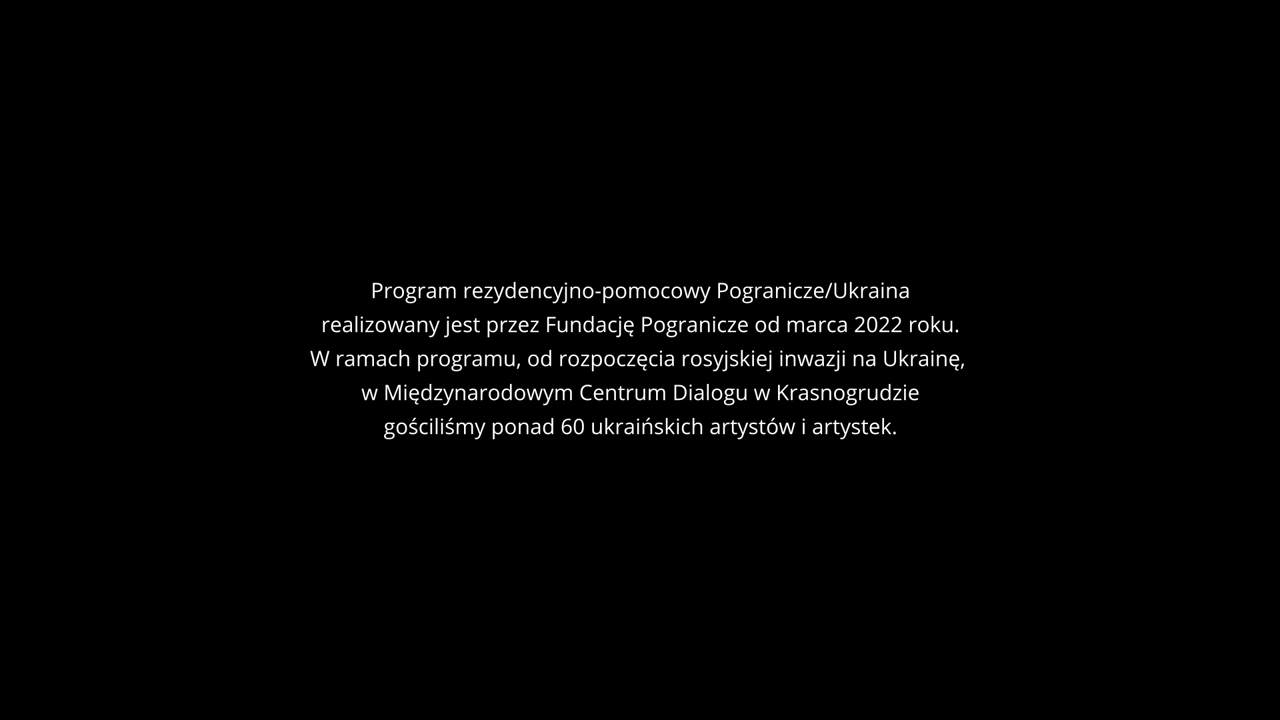 Program rezydencyjno-pomocowy Pogranicze/Ukraina
realizowany jest przez Fundację Pogranicze od marca 2022 roku.
W ramach programu, od rozpoczęcia rosyjskiej inwazji na Ukrainę,
w Międzynarodowym Centrum Dialogu w Krasnogrudzie
gościliśmy ponad 60 ukraińskich artystów i artystek.